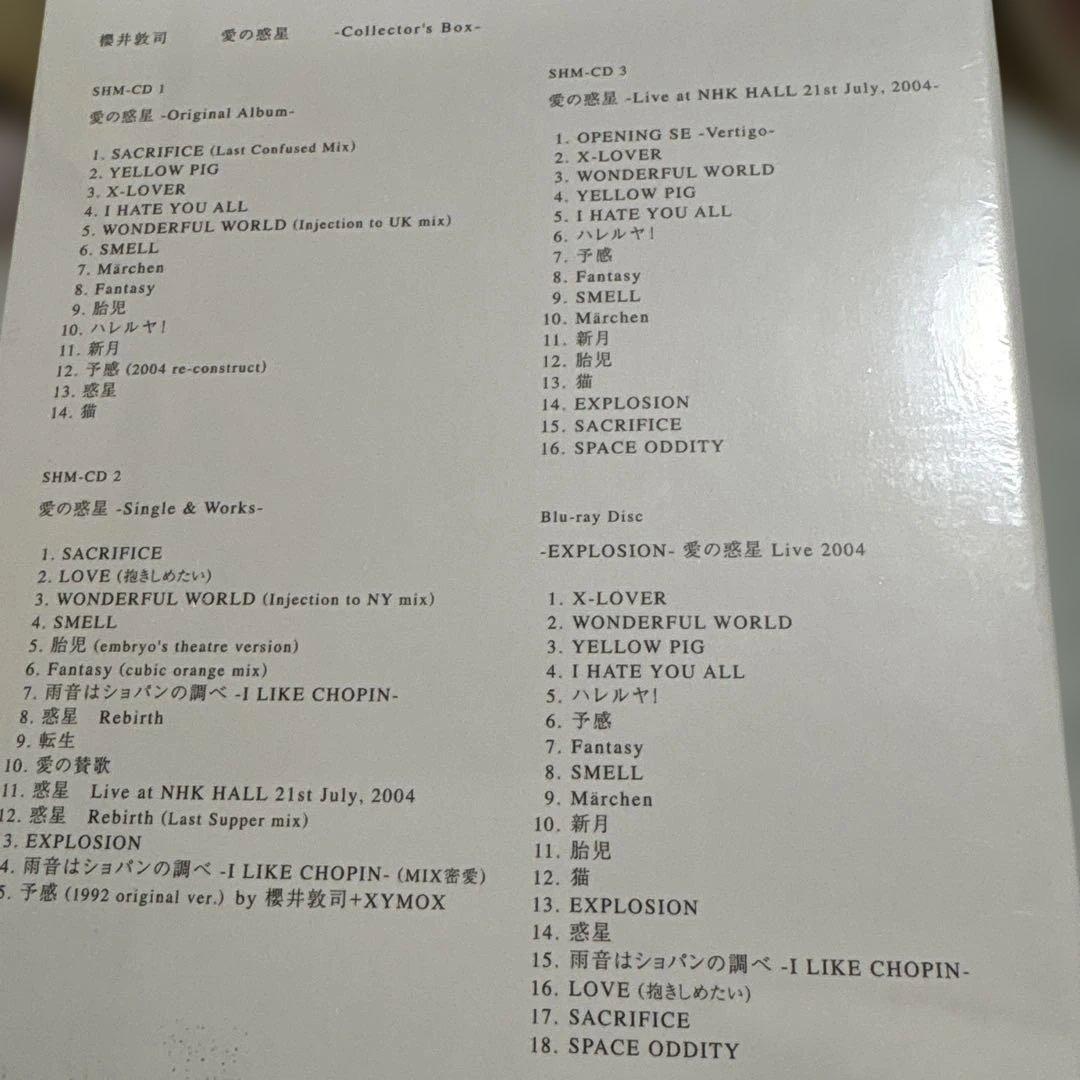 櫻井敦司 愛の惑星 -Collector's Box-
SHM-CD 1
愛の惑星 -Original Album-
1. SACRIFICE (Last Confused Mix)
2. YELLOW PIG
3. X-LOVER
4. I HATE YOU ALL
5. WONDERFUL WORLD (Injection to UK mix)
6. SMELL
7. Märchen
8. Fantasy
9. 胎児
10. ハレルヤ!
11. 新月
12. 予感 (2004 re-construct)
13. 惑星
14. 猫
SHM-CD 2
愛の惑星 -Single & Works-
1. SACRIFICE
2. LOVE (抱きしめたい)
3. WONDERFUL WORLD (Injection to NY mix)
4. SMELL
5. 胎児 (embryo's theatre version)
6. Fantasy (cubic orange mix)
7. 雨音はショパンの調べ -I LIKE CHOPIN-
8. 惑星 Rebirth
9. 転生
10. 愛の賛歌
11. 惑星 Live at NHK HALL 21st July, 2004
12. 惑星 Rebirth (Last Supper mix)
3. EXPLOSION
4. 雨音はショパンの調べ -I LIKE CHOPIN- (MIX密愛)
5. 予感 (1992 original ver.) by 櫻井敦司+XYMOX
SHM-CD 3
愛の惑星 -Live at NHK HALL 21st July, 2004-
1. OPENING SE -Vertigo-
2. X-LOVER
3. WONDERFUL WORLD
4. YELLOW PIG
5. I HATE YOU ALL
6. ハレルヤ!
7. 予感
8. Fantasy
9. SMELL
10. Märchen
11. 新月
12. 胎児
13. 猫
14. EXPLOSION
15. SACRIFICE
16. SPACE ODDITY
Blu-ray Disc
-EXPLOSION- 愛の惑星 Live 2004
1. X-LOVER
2. WONDERFUL WORLD
3. YELLOW PIG
4. I HATE YOU ALL
5. ハレルヤ!
6. 予感
7. Fantasy
8. SMELL
9. Märchen
10. 新月
11. 胎児
12. 猫
13. EXPLOSION
14. 惑星
15. 雨音はショパンの調べ -I LIKE CHOPIN-
16. LOVE (抱きしめたい)
17. SACRIFICE
18. SPACE ODDITY